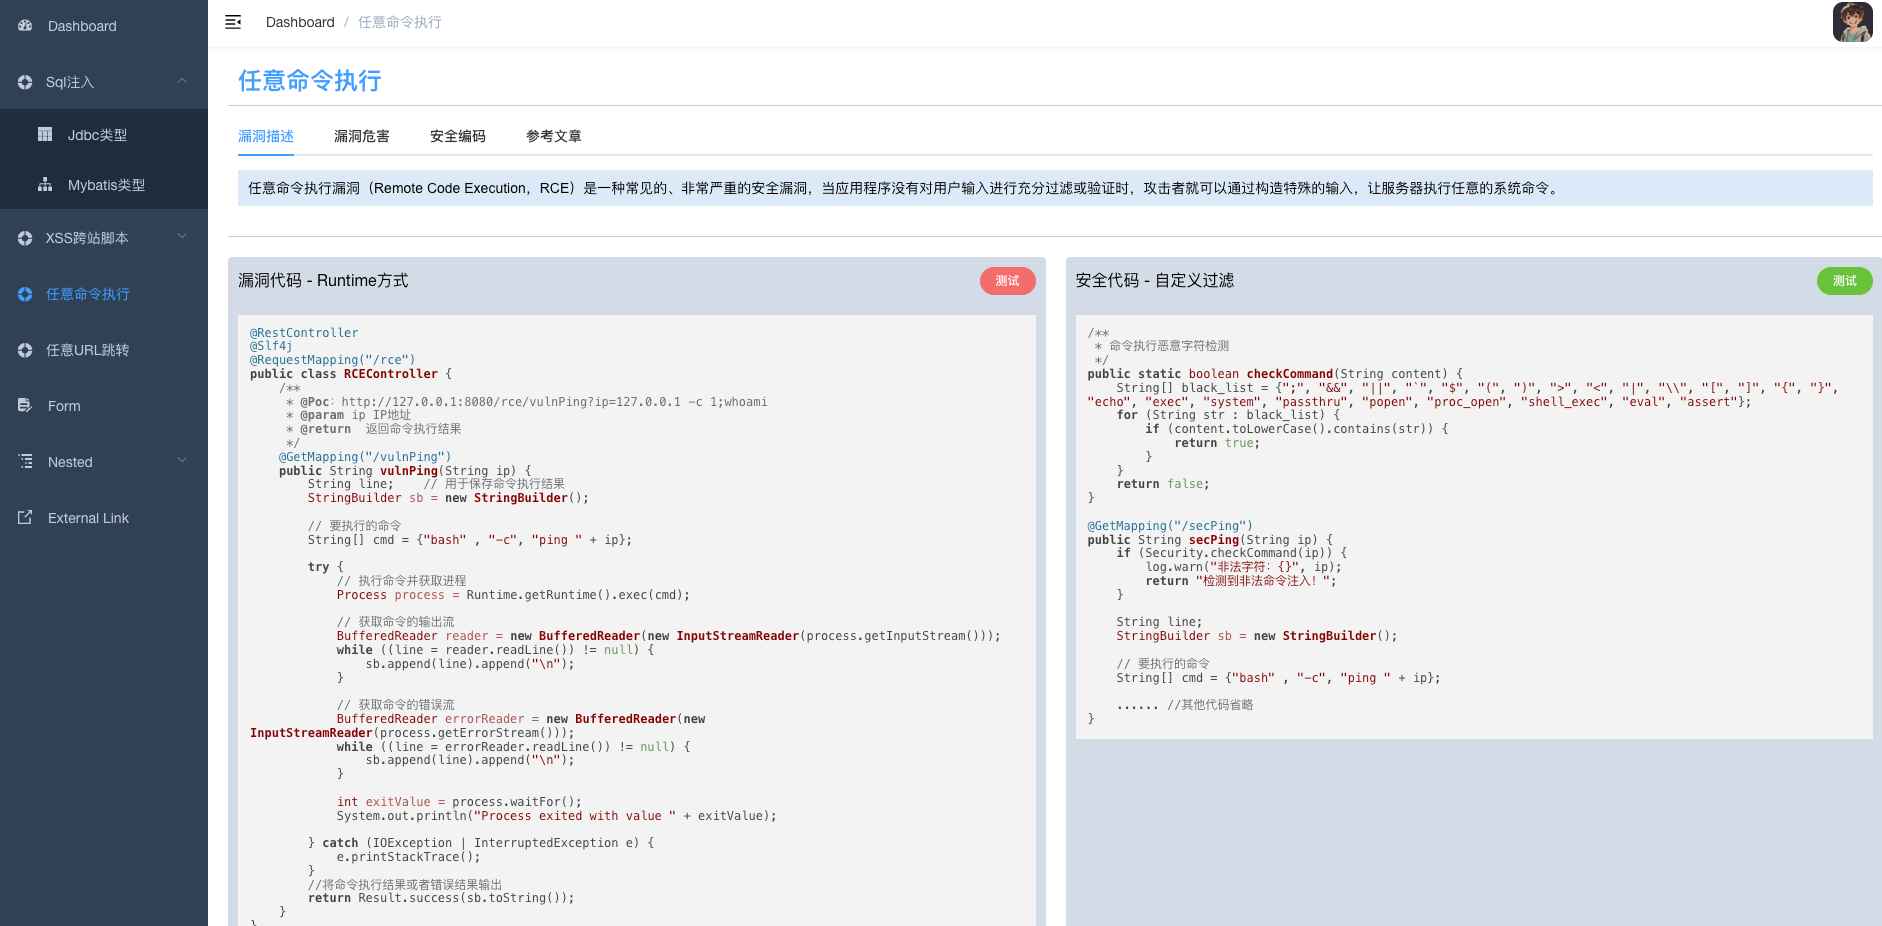 Dashboard
Sql注入
Jdbc类型
Mybatis类型
XSS跨站脚本
任意命令执行
任意URL跳转
Form
Nested
External Link
Dashboard / 任意命令执行
任意命令执行
漏洞描述 漏洞危害 安全编码 参考文章
任意命令执行漏洞（Remote Code Execution，RCE）是一种常见的、非常严重的安全漏洞，当应用程序没有对用户输入进行充分过滤或验证时，攻击者就可以通过构造特殊的输入，让服务器执行任意的系统命令。
漏洞代码 - Runtime方式
测试
@RestController
@Slf4j
@RequestMapping("/rce")
public class RCEController {
    /**
     * @Poc：http://127.0.0.1:8080/rce/vulnPing?ip=127.0.0.1 -c 1;whoami
     * @param ip IP地址
     * @return  返回命令执行结果
     */
    @GetMapping("/vulnPing")
    public String vulnPing(String ip) {
        String line;    // 用于保存命令执行结果
        StringBuilder sb = new StringBuilder();
        // 要执行的命令
        String[] cmd = {"bash" , "-c", "ping " + ip};
        try {
            // 执行命令并获取进程
            Process process = Runtime.getRuntime().exec(cmd);
            // 获取命令的输出流
            BufferedReader reader = new BufferedReader(new InputStreamReader(process.getInputStream()));
            while ((line = reader.readLine()) != null) {
                sb.append(line).append("\n");
            }
            // 获取命令的错误流
            BufferedReader errorReader = new BufferedReader(new
InputStreamReader(process.getErrorStream()));
            while ((line = errorReader.readLine()) != null) {
                sb.append(line).append("\n");
            }
            int exitValue = process.waitFor();
            System.out.println("Process exited with value " + exitValue);
        } catch (IOException | InterruptedException e) {
            e.printStackTrace();
        }
        //将命令执行结果或者错误结果输出
        return Result.success(sb.toString());
    }
}
安全代码 - 自定义过滤
测试
/**
 * 命令执行恶意字符检测
 */
public static boolean checkCommand(String content) {
    String[] black_list = {";", "&&", "||", "`", "$", "(", ")", ">", "<", "|", "\\", "[", "]", "{", "}",
"echo", "exec", "system", "passthru", "popen", "proc_open", "shell_exec", "eval", "assert"};
    for (String str : black_list) {
        if (content.toLowerCase().contains(str)) {
            return true;
        }
    }
    return false;
}
@GetMapping("/secPing")
public String secPing(String ip) {
    if (Security.checkCommand(ip)) {
        log.warn("非法字符：{}", ip);
        return "检测到非法命令注入！";
    }
    String line;
    StringBuilder sb = new StringBuilder();
    // 要执行的命令
    String[] cmd = {"bash" , "-c", "ping " + ip};
    ...... //其他代码省略
}